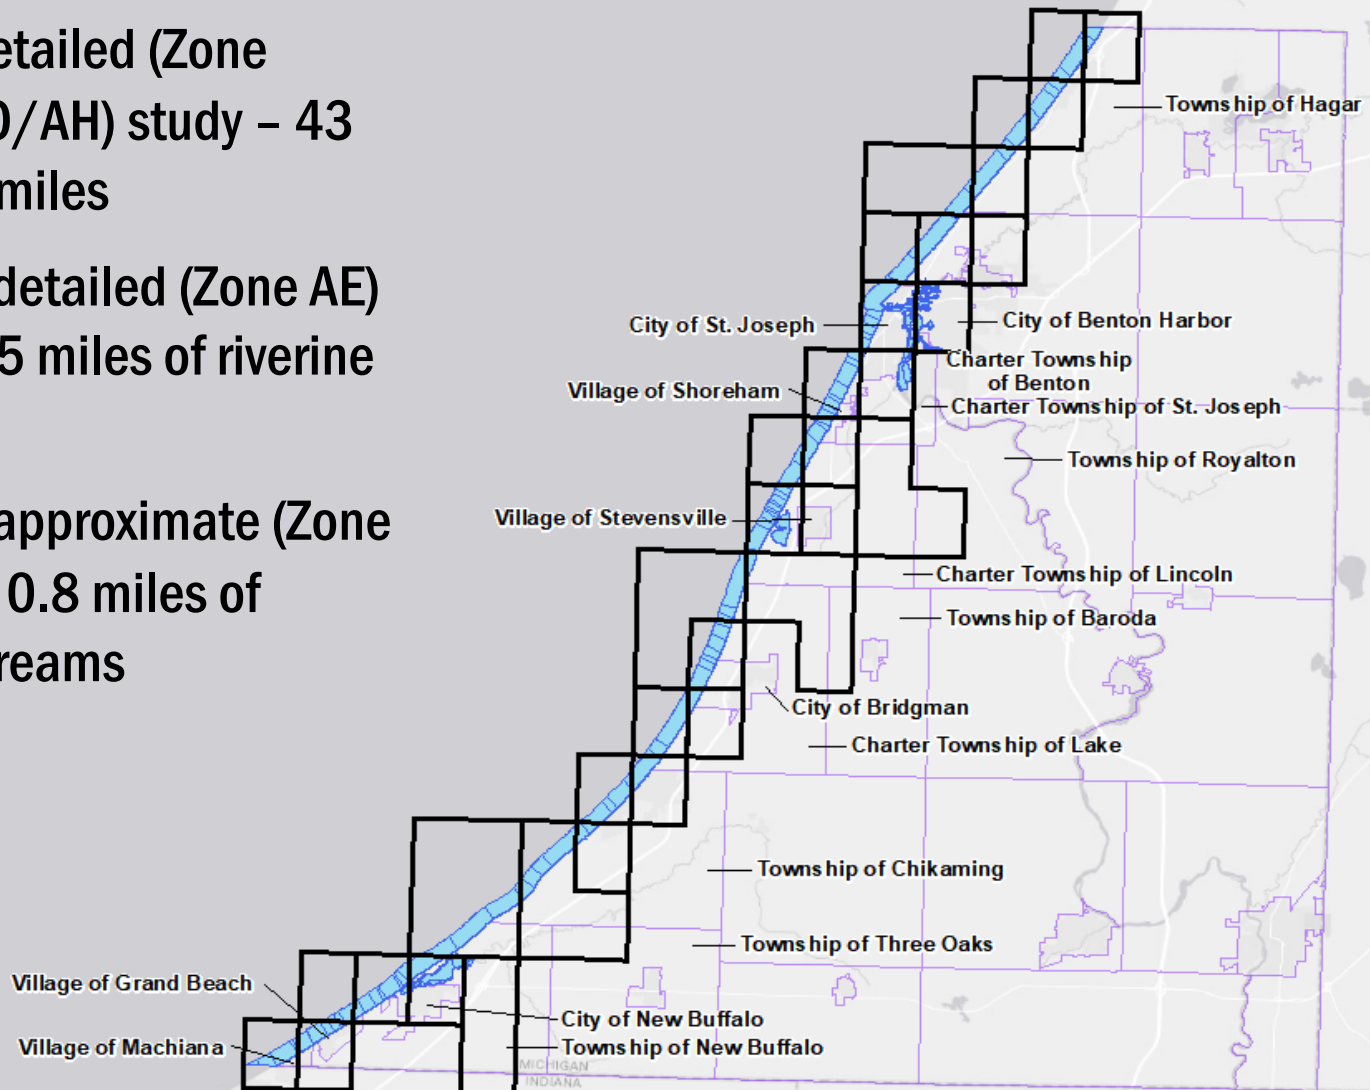 etailed (Zone
O/AH) study – 43
miles
detailed (Zone AE)
5 miles of riverine
approximate (Zone
0.8 miles of
reams
Township of Hagar
City of St. Joseph
City of Benton Harbor
Charter Township
of Benton
Village of Shoreham
Charter Township of St. Joseph
Township of Royalton
Village of Stevensville
Charter Township of Lincoln
Township of Baroda
City of Bridgman
Charter Township of Lake
Township of Chikaming
Township of Three Oaks
Village of Grand Beach
City of New Buffalo
Village of Machiana
Township of New Buffalo
MICHIGAN
INDIANA